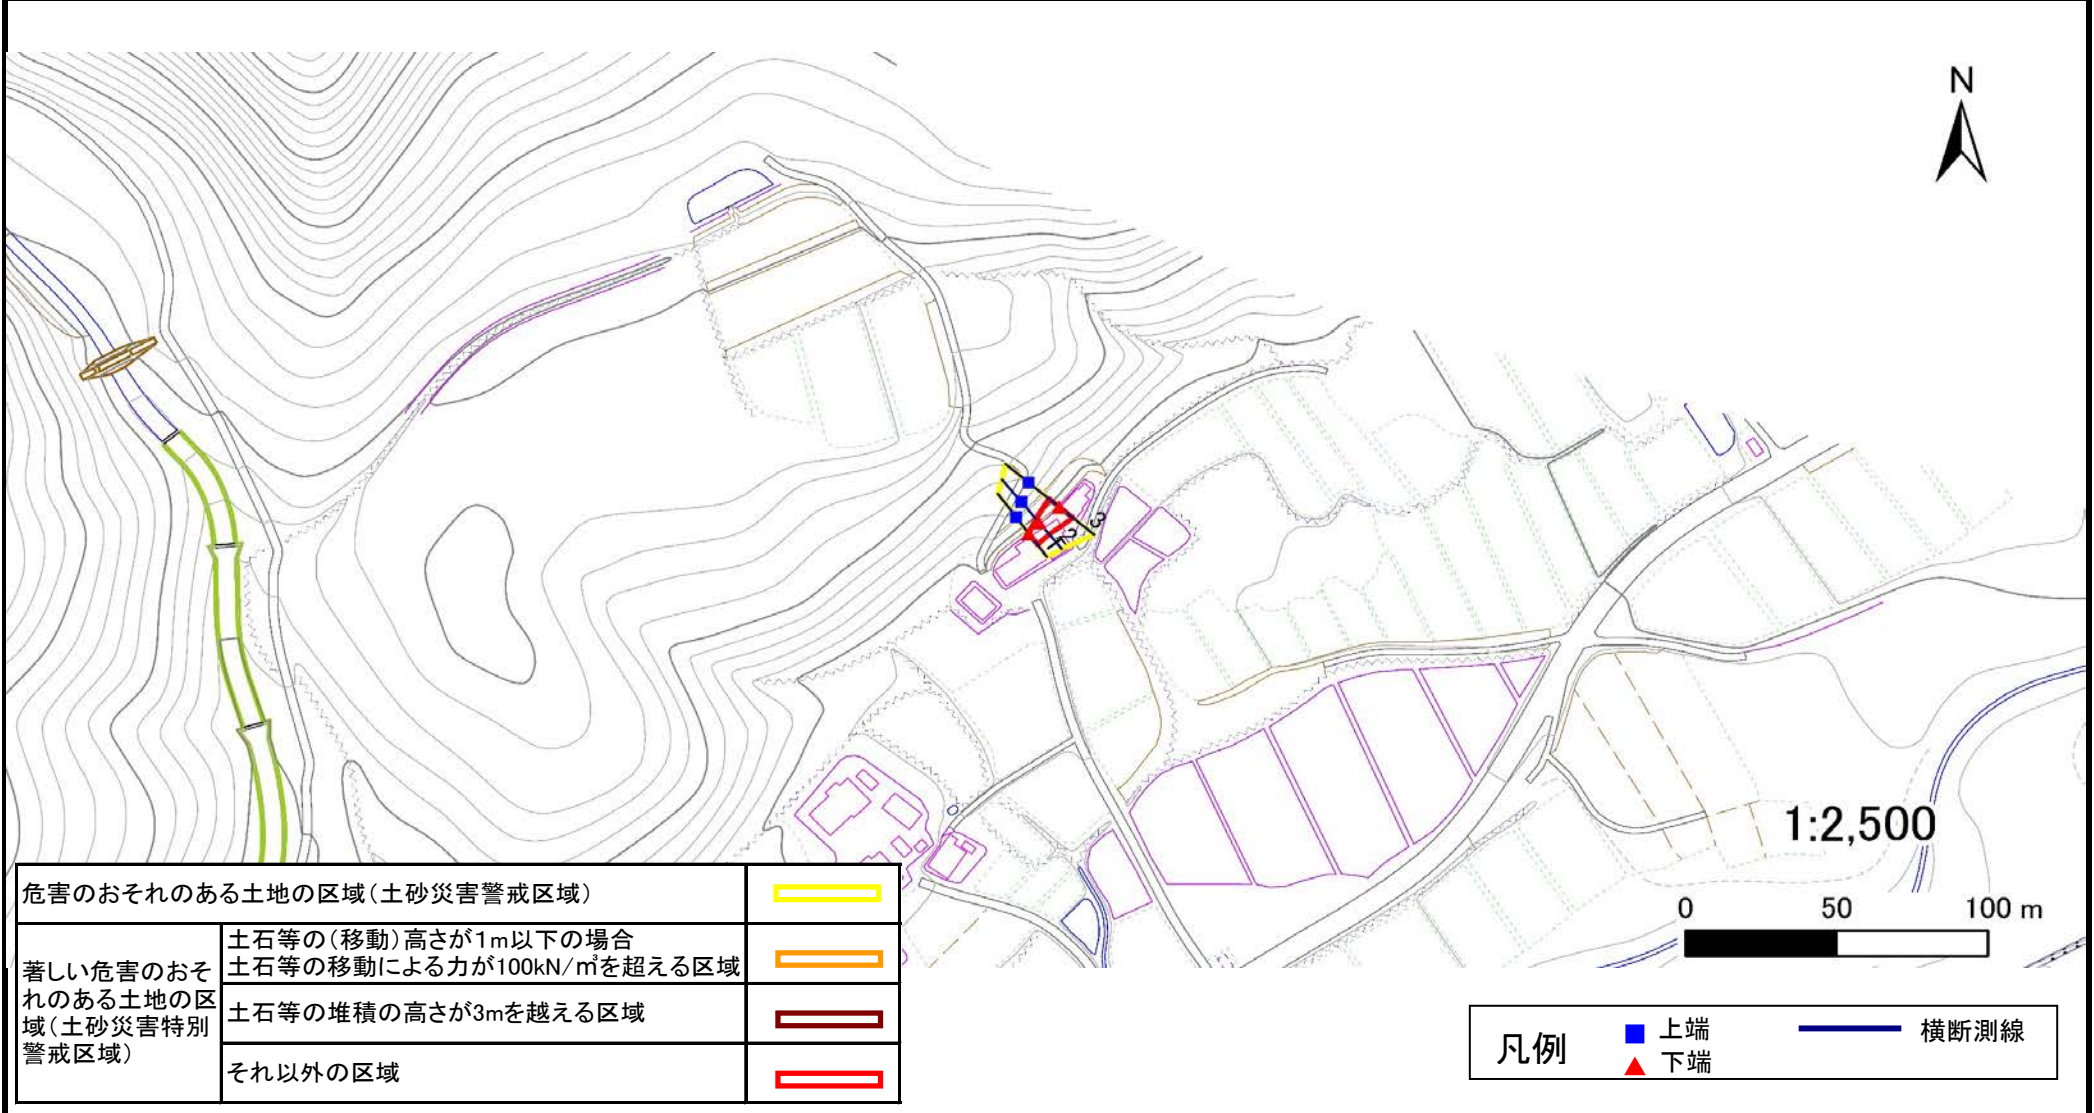 N
3
2
1:2,500
0 50 100 m
危害のおそれのある土地の区域(土砂災害警戒区域)
著しい危害のおそ
れのある土地の区
域(土砂災害特別
警戒区域)
土石等の(移動)高さが1m以下の場合
土石等の移動による力が100kN/㎡を超える区域
土石等の堆積の高さが3mを越える区域
それ以外の区域
凡例
上端
下端
横断測線